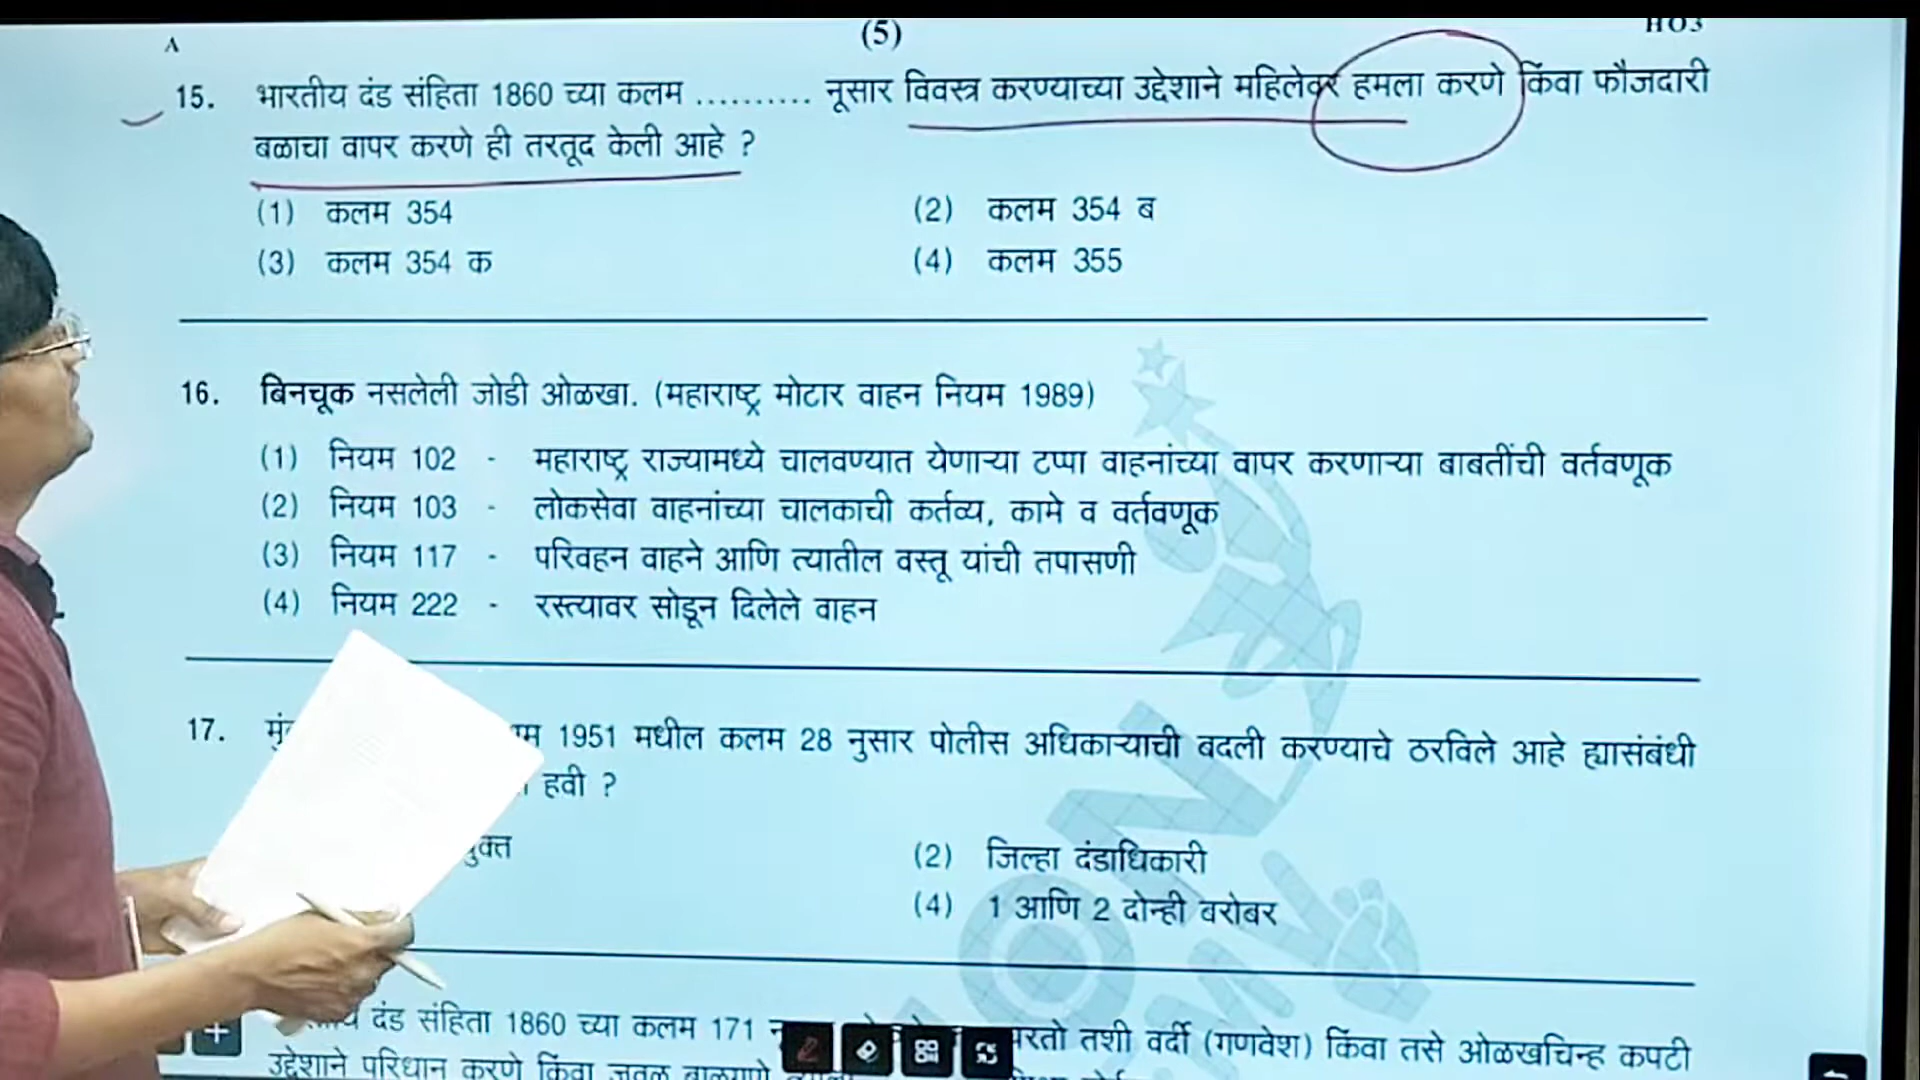 A
(5)
HO3
15. भारतीय दंड संहिता 1860 च्या कलम .......... नूसार विवस्त्र करण्याच्या उद्देशाने महिलेवर हमला करणे किंवा फौजदारी
बळाचा वापर करणे ही तरतूद केली आहे ?
(1) कलम 354
(2) कलम 354 ब
(3) कलम 354 क
(4) कलम 355
16. बिनचूक नसलेली जोडी ओळखा. (महाराष्ट्र मोटार वाहन नियम 1989)
(1) नियम 102 - महाराष्ट्र राज्यामध्ये चालवण्यात येणाऱ्या टप्पा वाहनांच्या वापर करणाऱ्या बाबतींची वर्तवणूक
(2) नियम 103 - लोकसेवा वाहनांच्या चालकाची कर्तव्य, कामे व वर्तवणूक
(3) नियम 117 - परिवहन वाहने आणि त्यातील वस्तू यांची तपासणी
(4) नियम 222 - रस्त्यावर सोडून दिलेले वाहन
17. 1951 मधील कलम 28 नुसार पोलीस अधिकाऱ्याची बदली करण्याचे ठरविले आहे ह्यासंबंधी
हवी ?
(2) जिल्हा दंडाधिकारी
(4) 1 आणि 2 दोन्ही बरोबर
दंड संहिता 1860 च्या कलम 171 तशी वर्दी (गणवेश) किंवा तसे ओळखचिन्ह कपटी
उद्देशाने परिधान करणे किंवा जवळ बाळगणे